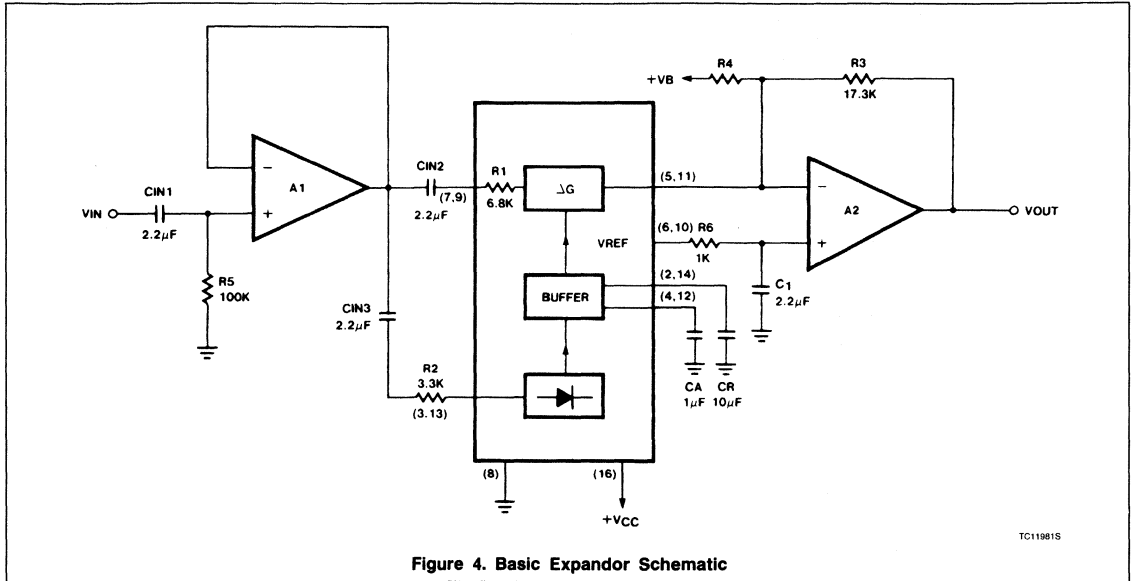 R4
R3
+VB
17.3K
A1
−
+
CIN1
VIN
2.2μF
R5
100K
CIN2
(7,9)
2.2μF
R1
6.8K
ΔG
(5,11)
−
A2
+
VOUT
(6,10) R6
VREF
1K
(2,14)
BUFFER
(4,12)
C1
2.2μF
CIN3
2.2μF
R2
3.3K
(3.13)
CA
1μF
CR
10μF
(8)
(16)
+VCC
TC11981S
Figure 4. Basic Expandor Schematic